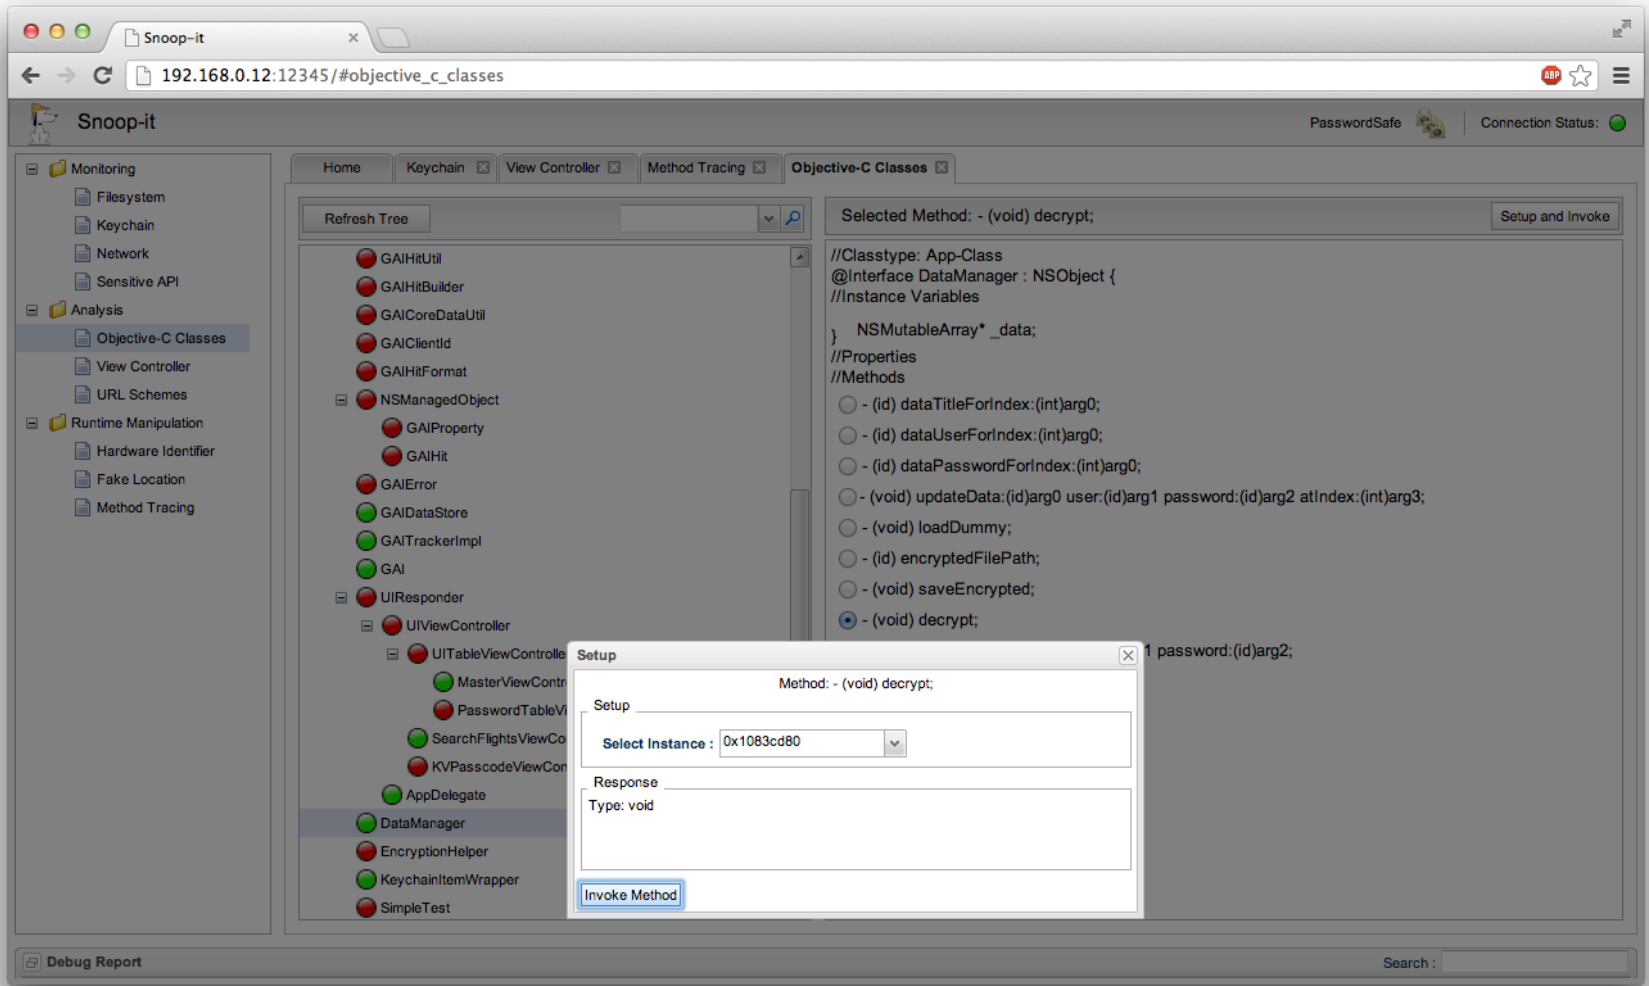 Snoop-it
192.168.0.12:12345/#objective_c_classes
ABP
Snoop-it
PasswordSafe
Connection Status:
Monitoring
Filesystem
Keychain
Network
Sensitive API
Analysis
Objective-C Classes
View Controller
URL Schemes
Runtime Manipulation
Hardware Identifier
Fake Location
Method Tracing
Home
Keychain
View Controller
Method Tracing
Objective-C Classes
Refresh Tree
GAIHitUtil
GAIHitBuilder
GAICoreDataUtil
GAIClientId
GAIHitFormat
NSManagedObject
GAIProperty
GAIHit
GAIError
GAIDataStore
GAITrackerImpl
GAI
UIResponder
UIViewController
UITableViewControlle
MasterViewContr
PasswordTableVi
SearchFlightsViewCo
KVPasscodeViewCon
AppDelegate
DataManager
EncryptionHelper
KeychainItemWrapper
SimpleTest
Selected Method: - (void) decrypt;
Setup and Invoke
//Classtype: App-Class
@Interface DataManager : NSObject {
//Instance Variables
NSMutableArray* _data;
}
//Properties
//Methods
- (id) dataTitleForIndex:(int)arg0;
- (id) dataUserForIndex:(int)arg0;
- (id) dataPasswordForIndex:(int)arg0;
- (void) updateData:(id)arg0 user:(id)arg1 password:(id)arg2 atIndex:(int)arg3;
- (void) loadDummy;
- (id) encryptedFilePath;
- (void) saveEncrypted;
- (void) decrypt;
1 password:(id)arg2;
Setup
Method: - (void) decrypt;
Setup
Select Instance : 0x1083cd80
Response
Type: void
Invoke Method
Debug Report
Search :